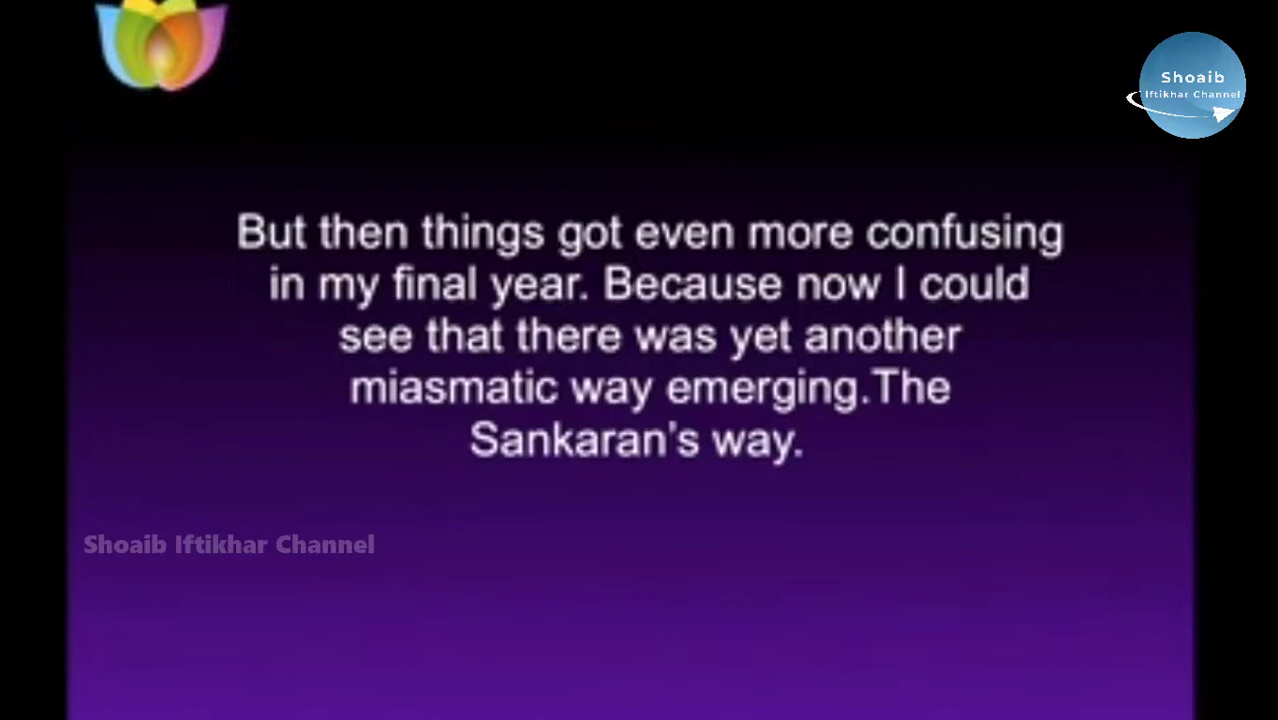 Shoaib
Iftikhar Channel
But then things got even more confusing
in my final year. Because now I could
see that there was yet another
miasmatic way emerging.The
Sankaran's way.
Shoaib Iftikhar Channel